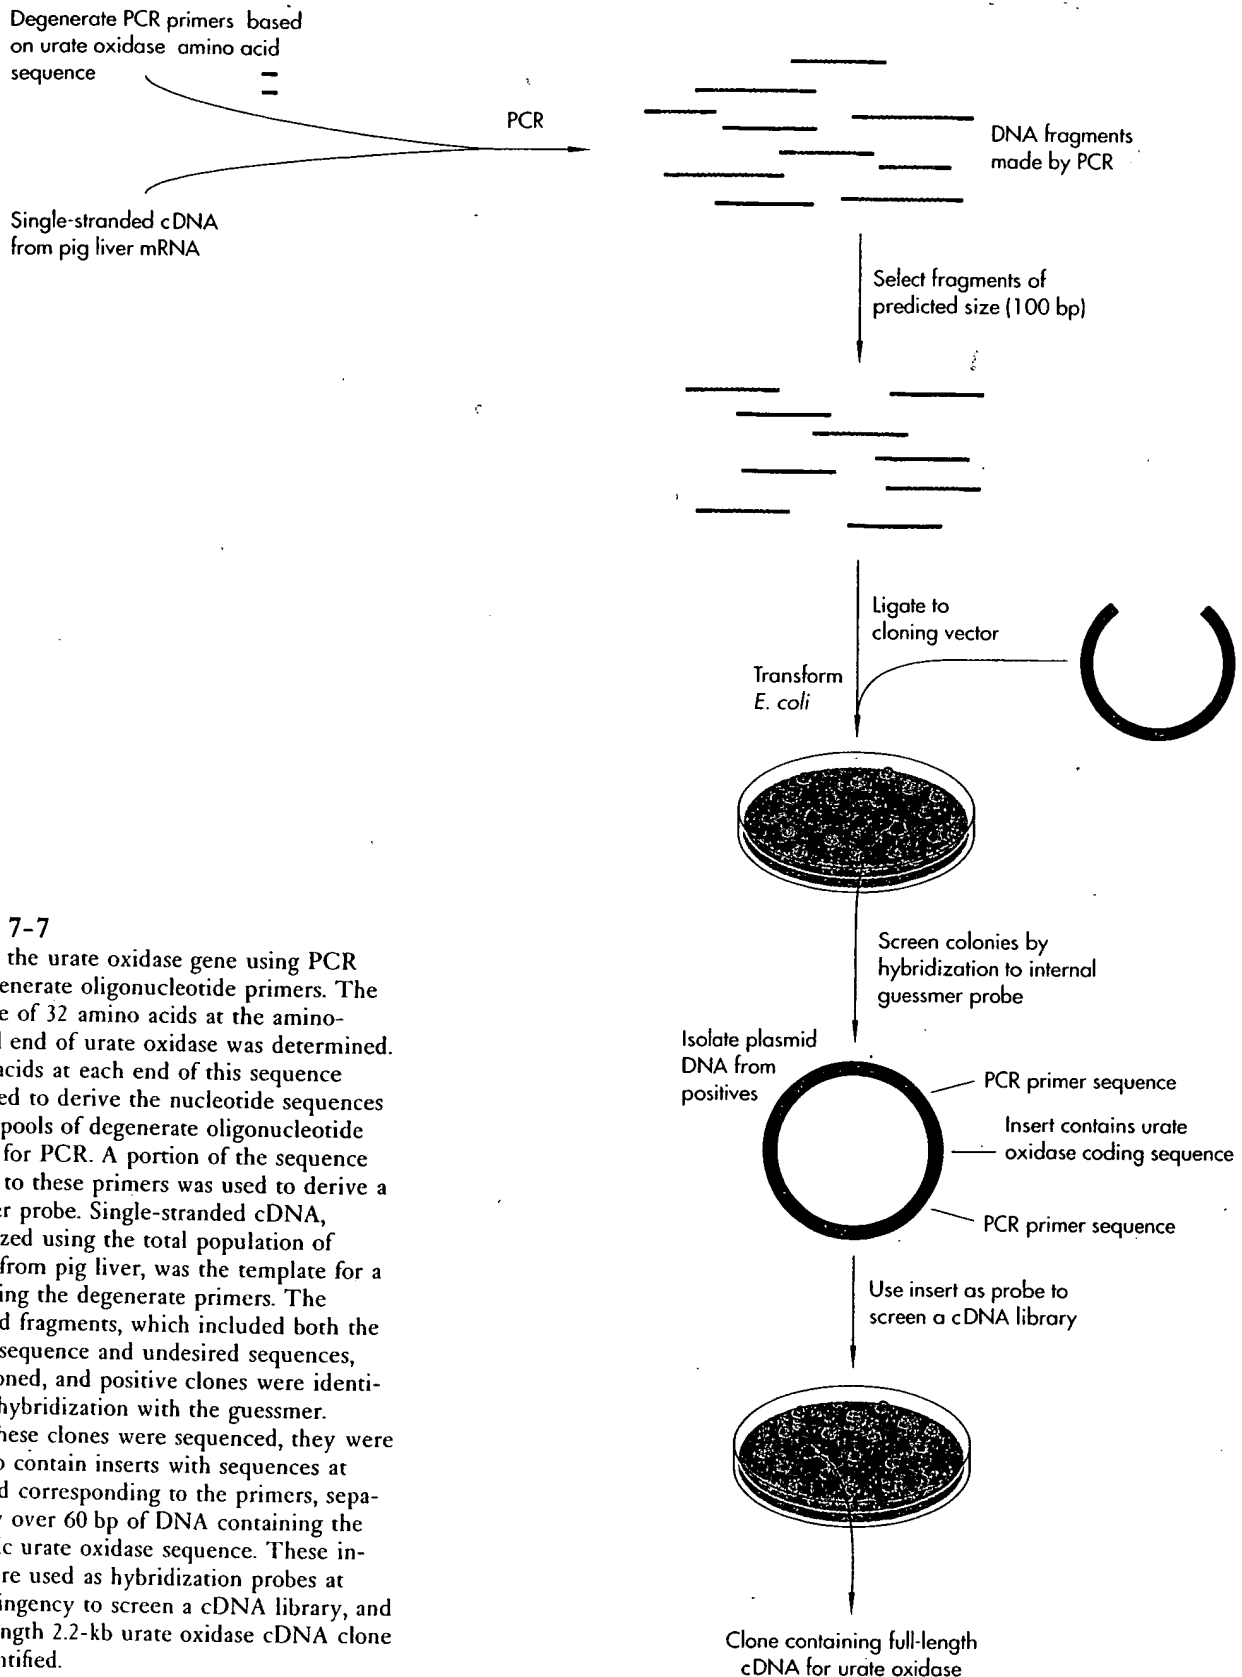 Degenerate PCR primers based
on urate oxidase amino acid
sequence
PCR
Single-stranded cDNA
from pig liver mRNA
DNA fragments
made by PCR
Select fragments of
predicted size (100 bp)
Ligate to
cloning vector
Transform
E. coli
Screen colonies by
hybridization to internal
guessmer probe
Isolate plasmid
DNA from
positives
PCR primer sequence
Insert contains urate
oxidase coding sequence
PCR primer sequence
Use insert as probe to
screen a cDNA library
Clone containing full-length
cDNA for urate oxidase
7-7
the urate oxidase gene using PCR
enerate oligonucleotide primers. The
e of 32 amino acids at the amino-
l end of urate oxidase was determined.
acids at each end of this sequence
ed to derive the nucleotide sequences
pools of degenerate oligonucleotide
for PCR. A portion of the sequence
to these primers was used to derive a
er probe. Single-stranded cDNA,
zed using the total population of
from pig liver, was the template for a
ing the degenerate primers. The
d fragments, which included both the
sequence and undesired sequences,
oned, and positive clones were identi-
hybridization with the guessmer.
hese clones were sequenced, they were
o contain inserts with sequences at
d corresponding to the primers, sepa-
y over 60 bp of DNA containing the
ic urate oxidase sequence. These in-
re used as hybridization probes at
ingency to screen a cDNA library, and
ngth 2.2-kb urate oxidase cDNA clone
ntified.